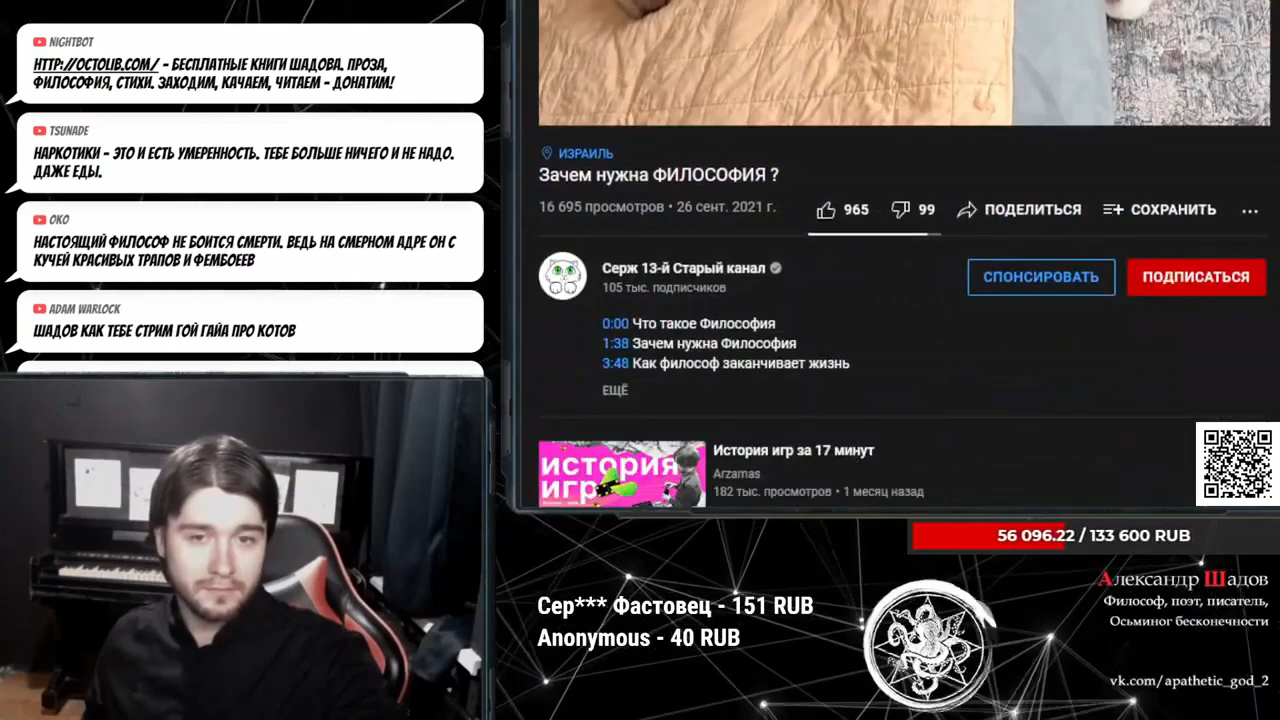 NIGHTBOT
HTTP://OCTOLIB.COM/ - БЕСПЛАТНЫЕ КНИГИ ШАДОВА. ПРОЗА,
ФИЛОСОФИЯ, СТИХИ. ЗАХОДИМ, КАЧАЕМ, ЧИТАЕМ - ДОНАТИМ!
TSUNADE
НАРКОТИКИ - ЭТО И ЕСТЬ УМЕРЕННОСТЬ. ТЕБЕ БОЛЬШЕ НИЧЕГО И НЕ НАДО.
ДАЖЕ ЕДЫ.
ОКО
НАСТОЯЩИЙ ФИЛОСОФ НЕ БОИТСЯ СМЕРТИ. ВЕДЬ НА СМЕРНОМ АДРЕ ОН С
КУЧЕЙ КРАСИВЫХ ТРАПОВ И ФЕМБОЕВ
ADAM WARLOCK
ШАДОВ КАК ТЕБЕ СТРИМ ГОЙ ГАЙА ПРО КОТОВ
ИЗРАИЛЬ
Зачем нужна ФИЛОСОФИЯ ?
16 695 просмотров • 26 сент. 2021 г.
965 99 ПОДЕЛИТЬСЯ СОХРАНИТЬ ...
Серж 13-й Старый канал
105 тыс. подписчиков
СПОНСИРОВАТЬ ПОДПИСАТЬСЯ
0:00 Что такое Философия
1:38 Зачем нужна Философия
3:48 Как философ заканчивает жизнь
ЕЩЁ
история
игр
История игр за 17 минут
Arzamas
182 тыс. просмотров • 1 месяц назад
56 096.22 / 133 600 RUB
Сер*** Фастовец - 151 RUB
Anonymous - 40 RUB
Александр Шадов
Философ, поэт, писатель,
Осьминог бесконечности
vk.com/apathetic_god_2